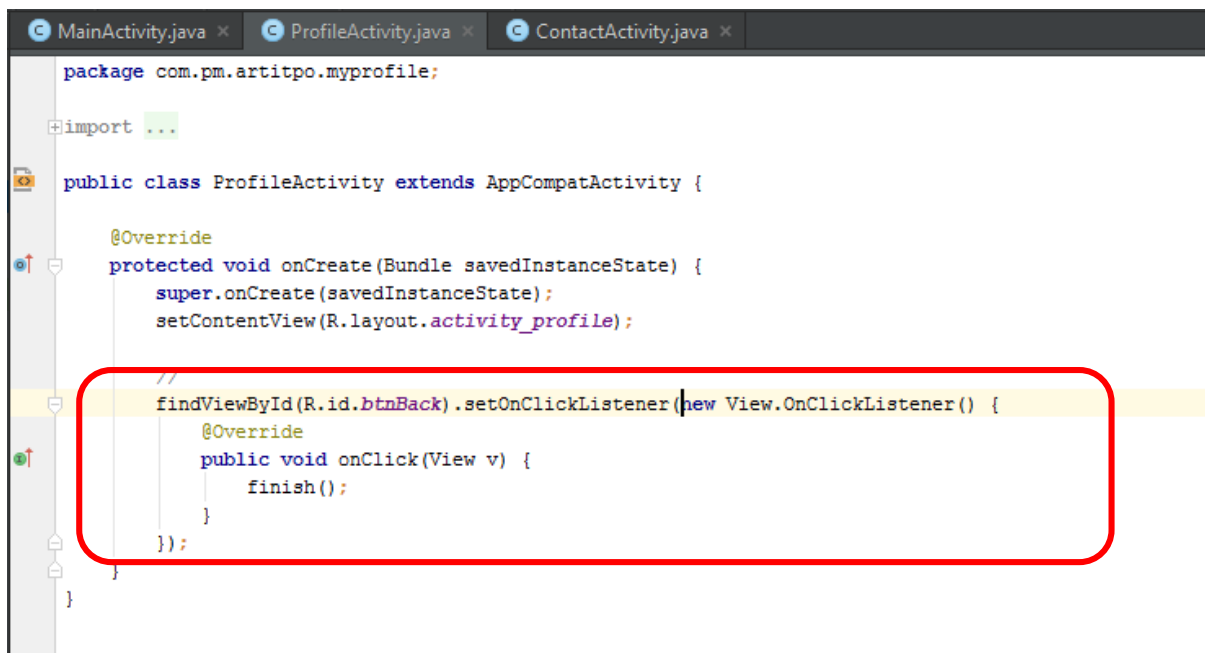 MainActivity.java × ProfileActivity.java × ContactActivity.java ×
package com.pm.artitpo.myprofile;
import ...
public class ProfileActivity extends AppCompatActivity {
@Override
protected void onCreate(Bundle savedInstanceState) {
super.onCreate(savedInstanceState);
setContentView(R.layout.activity_profile);
//
findViewById(R.id.btnBack).setOnClickListener(new View.OnClickListener() {
@Override
public void onClick(View v) {
finish();
}
});
}
}